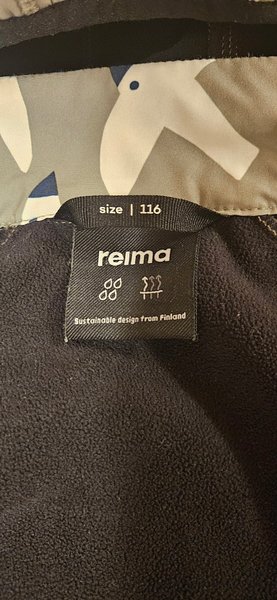 size | 116
reima
Sustainable design from Finland